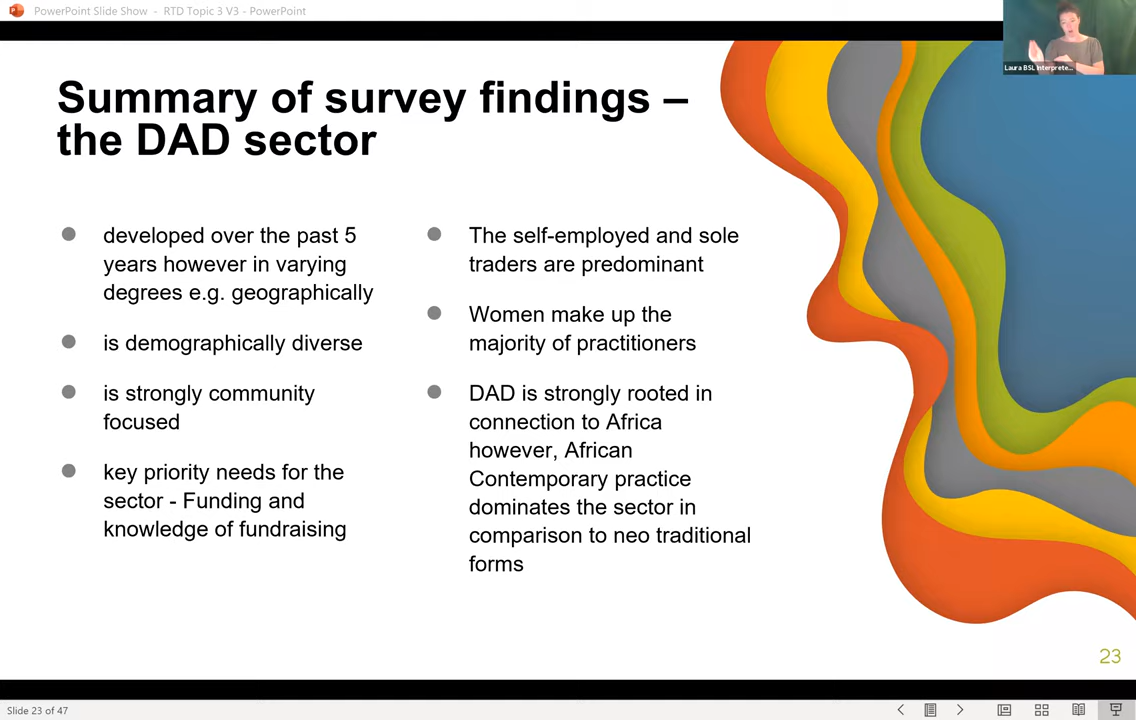 PowerPoint Slide Show - RTD Topic 3 V3 - PowerPoint
Laura BSL Interprete...
Summary of survey findings –
the DAD sector
developed over the past 5
years however in varying
degrees e.g. geographically
is demographically diverse
is strongly community
focused
key priority needs for the
sector - Funding and
knowledge of fundraising
The self-employed and sole
traders are predominant
Women make up the
majority of practitioners
DAD is strongly rooted in
connection to Africa
however, African
Contemporary practice
dominates the sector in
comparison to neo traditional
forms
23
Slide 23 of 47